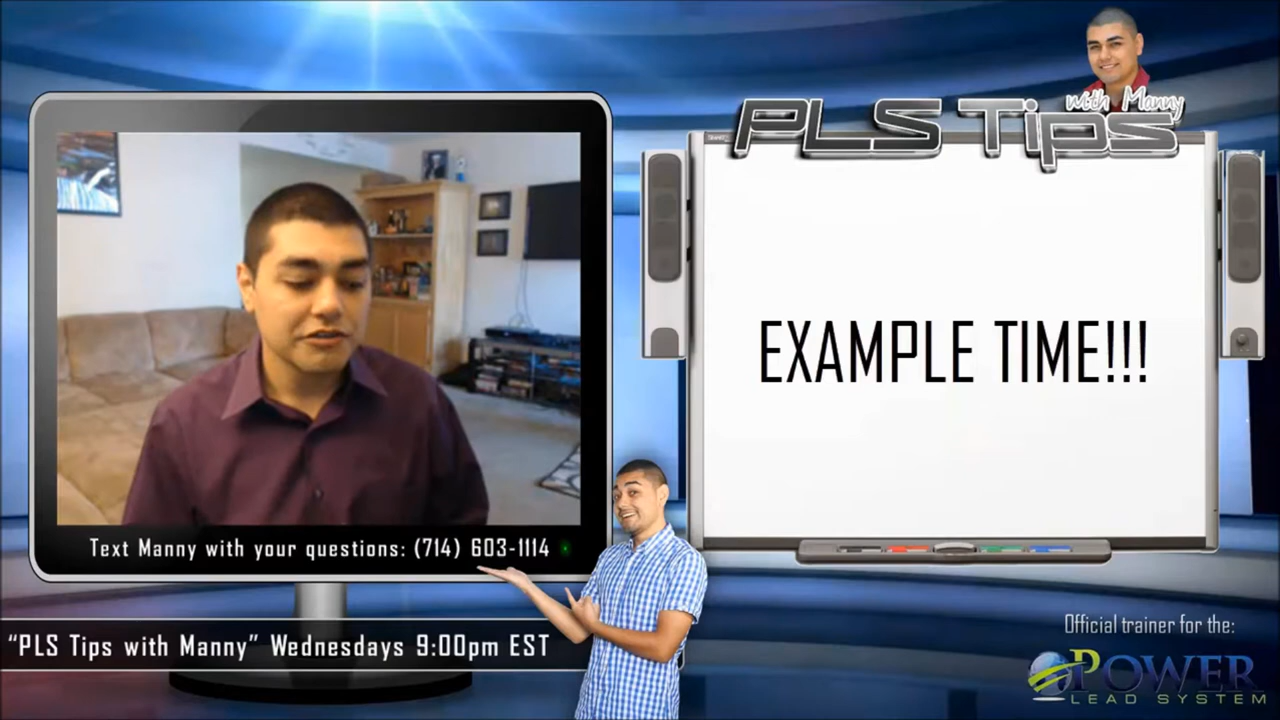 PLS Tips
with Manny
EXAMPLE TIME!!!
Text Manny with your questions: (714) 603-1114
“PLS Tips with Manny” Wednesdays 9:00pm EST
Official trainer for the:
POWER
LEAD SYSTEM